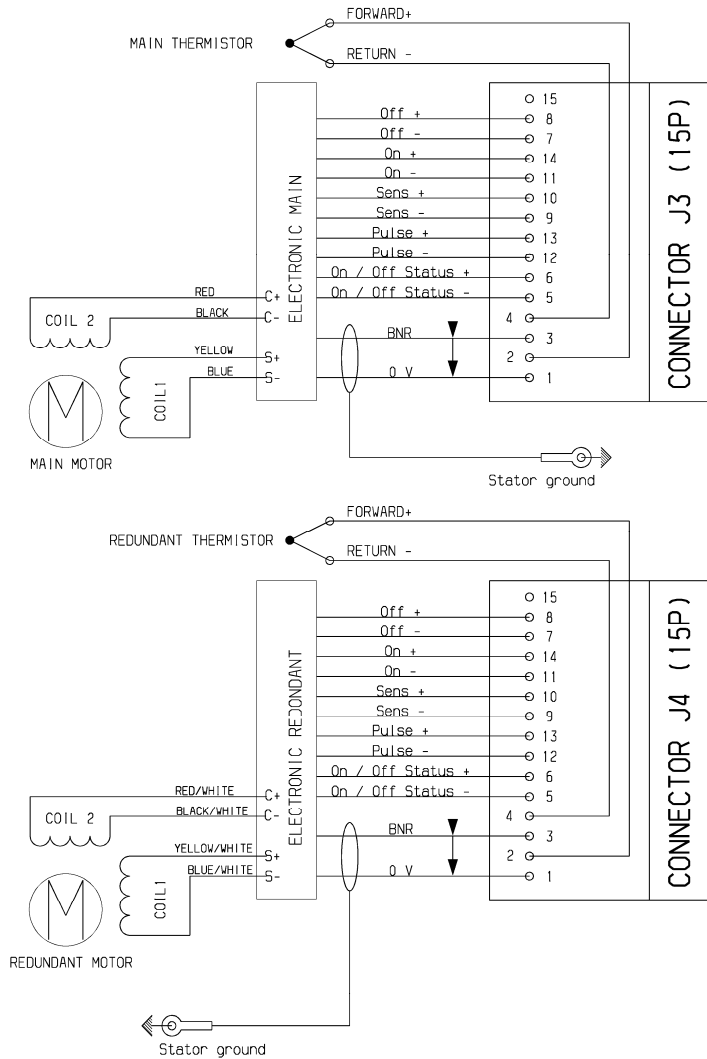 FORWARD+
MAIN THERMISTOR
RETURN -
15
Off + 8
Off - 7
On + 14
On - 11
Sens + 10
Sens - 9
Pulse + 13
Pulse - 12
On / Off Status + 6
On / Off Status - 5
ELECTRONIC MAIN
CONNECTOR J3 (15P)
RED C+
BLACK C-
COIL 2
4
BNR 3
YELLOW S+
2
BLUE S-
0 V 1
COIL1
M
MAIN MOTOR
Stator ground
FORWARD+
REDUNDANT THERMISTOR
RETURN -
15
Off + 8
Off - 7
On + 14
On - 11
Sens + 10
Sens - 9
Pulse + 13
Pulse - 12
On / Off Status + 6
On / Off Status - 5
ELECTRONIC REDONDANT
CONNECTOR J4 (15P)
RED/WHITE C+
BLACK/WHITE C-
COIL 2
4
BNR 3
YELLOW/WHITE S+
2
BLUE/WHITE S-
0 V 1
COIL1
M
REDUNDANT MOTOR
Stator ground